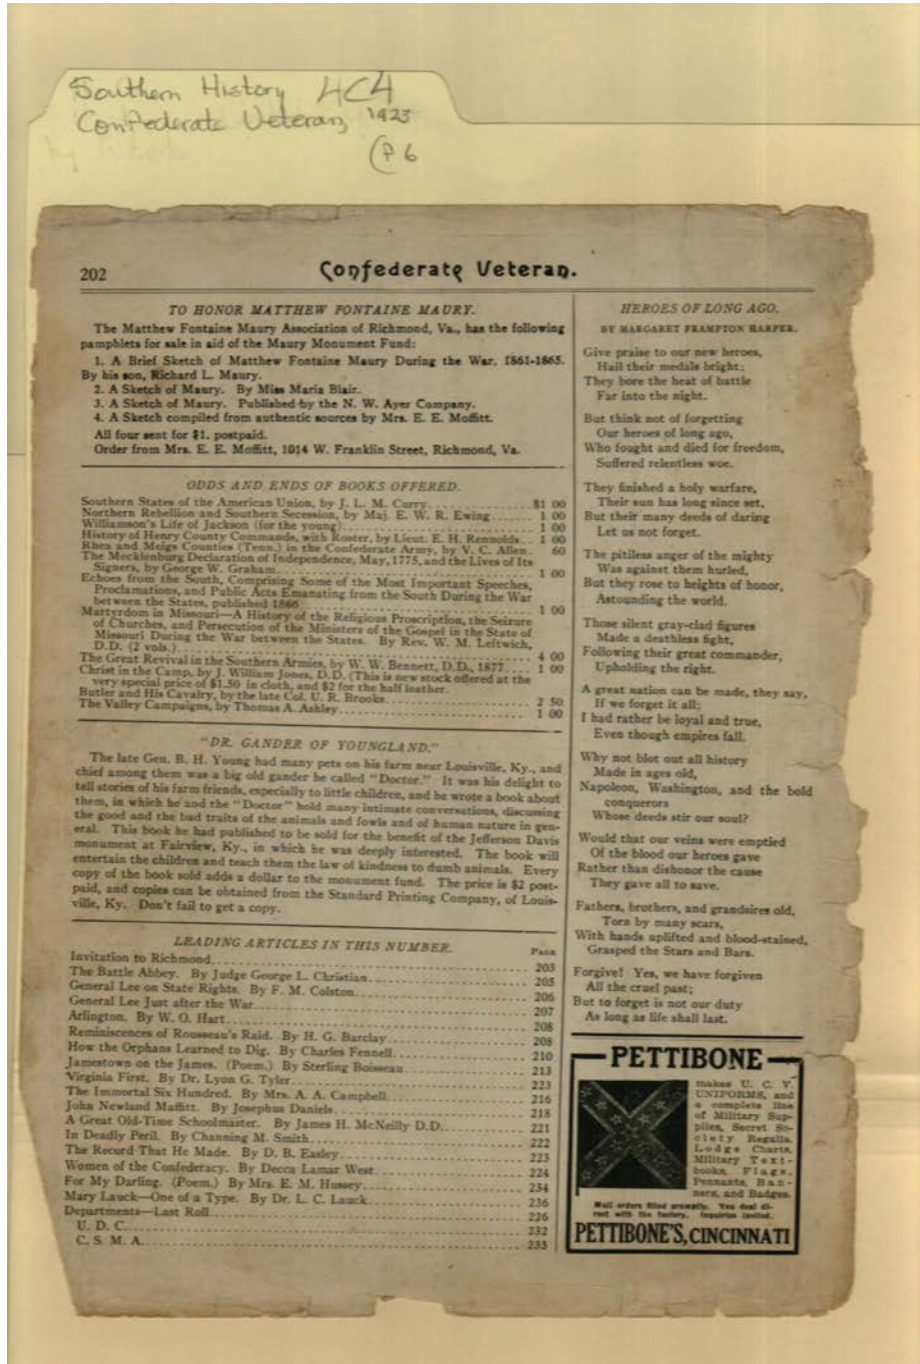 Southern History 4C4
Confederate Veteran, 1923
(P 6
202
Confederate Veteran.
TO HONOR MATTHEW FONTAINE MAURY.
The Matthew Fontaine Maury Association of Richmond, Va., has the following
pamphlets for sale in aid of the Maury Monument Fund:
1. A Brief Sketch of Matthew Fontaine Maury During the War, 1861-1865.
By his son, Richard L. Maury.
2. A Sketch of Maury. By Miss Maria Blair.
3. A Sketch of Maury. Published by the N. W. Ayer Company.
4. A Sketch compiled from authentic sources by Mrs. E. E. Moffitt.
All four sent for $1, postpaid.
Order from Mrs. E. E. Moffitt, 1014 W. Franklin Street, Richmond, Va.
ODDS AND ENDS OF BOOKS OFFERED.
Southern States of the American Union, by J. L. M. Curry $1 00
Northern Rebellion and Southern Secession, by Maj. E. W. R. Ewing 1 00
Williamson's Life of Jackson (for the young) 1 00
History of Henry County Commands, with Roster, by Lieut. E. H. Rennolds 1 00
Rhea and Meigs Counties (Tenn.) in the Confederate Army, by V. C. Allen 60
The Mecklenburg Declaration of Independence, May, 1775, and the Lives of Its
Signers, by George W. Graham 1 00
Echoes from the South, Comprising Some of the Most Important Speeches,
Proclamations, and Public Acts Emanating from the South During the War
between the States, published 1866 1 00
Martyrdom in Missouri—A History of the Religious Proscription, the Seizure
of Churches, and Persecution of the Ministers of the Gospel in the State of
Missouri During the War between the States. By Rev. W. M. Leftwich,
D.D. (2 vols.) 4 00
The Great Revival in the Southern Armies, by W. W. Bennett, D.D., 1877 1 00
Christ in the Camp, by J. William Jones, D.D. (This is new stock offered at the
very special price of $1.50 in cloth, and $2 for the half leather.
Butler and His Cavalry, by the late Col. U. R. Brooks 2 50
The Valley Campaigns, by Thomas A. Ashley 1 00
"DR. GANDER OF YOUNGLAND."
The late Gen. B. H. Young had many pets on his farm near Louisville, Ky., and
chief among them was a big old gander he called "Doctor." It was his delight to
tell stories of his farm friends, especially to little children, and he wrote a book about
them, in which he and the "Doctor" hold many intimate conversations, discussing
the good and the bad traits of the animals and fowls and of human nature in gen-
eral. This book he had published to be sold for the benefit of the Jefferson Davis
monument at Fairview, Ky., in which he was deeply interested. The book will
entertain the children and teach them the law of kindness to dumb animals. Every
copy of the book sold adds a dollar to the monument fund. The price is $2 post-
paid, and copies can be obtained from the Standard Printing Company, of Louis-
ville, Ky. Don't fail to get a copy.
LEADING ARTICLES IN THIS NUMBER.
PAGE
Invitation to Richmond 203
The Battle Abbey. By Judge George L. Christian 205
General Lee on State Rights. By F. M. Colston 206
General Lee Just after the War 207
Arlington. By W. O. Hart 208
Reminiscences of Rousseau's Raid. By H. G. Barclay 208
How the Orphans Learned to Dig. By Charles Fennell 210
Jamestown on the James. (Poem.) By Sterling Boisseau 213
Virginia First. By Dr. Lyon G. Tyler 223
The Immortal Six Hundred. By Mrs. A. A. Campbell 216
John Newland Maffitt. By Josephus Daniels 218
A Great Old-Time Schoolmaster. By James H. McNeilly D.D. 221
In Deadly Peril. By Channing M. Smith 222
The Record That He Made. By D. B. Easley 223
Women of the Confederacy. By Decca Lamar West 224
For My Darling. (Poem.) By Mrs. E. M. Hussey 234
Mary Lauck—One of a Type. By Dr. L. C. Lauck 236
Departments—Last Roll 226
U. D. C. 232
C. S. M. A. 235
HEROES OF LONG AGO.
BY MARGARET FRAMPTON HARPER.
Give praise to our new heroes,
Hail their medals bright;
They bore the heat of battle
Far into the night.
But think not of forgetting
Our heroes of long ago,
Who fought and died for freedom,
Suffered relentless woe.
They finished a holy warfare,
Their sun has long since set,
But their many deeds of daring
Let us not forget.
The pitiless anger of the mighty
Was against them hurled,
But they rose to heights of honor,
Astounding the world.
Those silent gray-clad figures
Made a deathless fight,
Following their great commander,
Upholding the right.
A great nation can be made, they say,
If we forget it all;
I had rather be loyal and true,
Even though empires fall.
Why not blot out all history
Made in ages old,
Napoleon, Washington, and the bold
conquerors
Whose deeds stir our soul?
Would that our veins were emptied
Of the blood our heroes gave
Rather than dishonor the cause
They gave all to save.
Fathers, brothers, and grandsires old,
Torn by many scars,
With hands uplifted and blood-stained,
Grasped the Stars and Bars.
Forgive! Yes, we have forgiven
All the cruel past;
But to forget is not our duty
As long as life shall last.
PETTIBONE
makes U. C. V.
UNIFORMS, and
a complete line
of Military Sup-
plies, Secret So-
ciety Regalia,
Lodge Charts,
Military Text-
books, Flags,
Pennants, Ban-
ners, and Badges.
Mail orders filled promptly. You deal di-
rect with the factory. Inquiries invited.
PETTIBONE'S, CINCINNATI